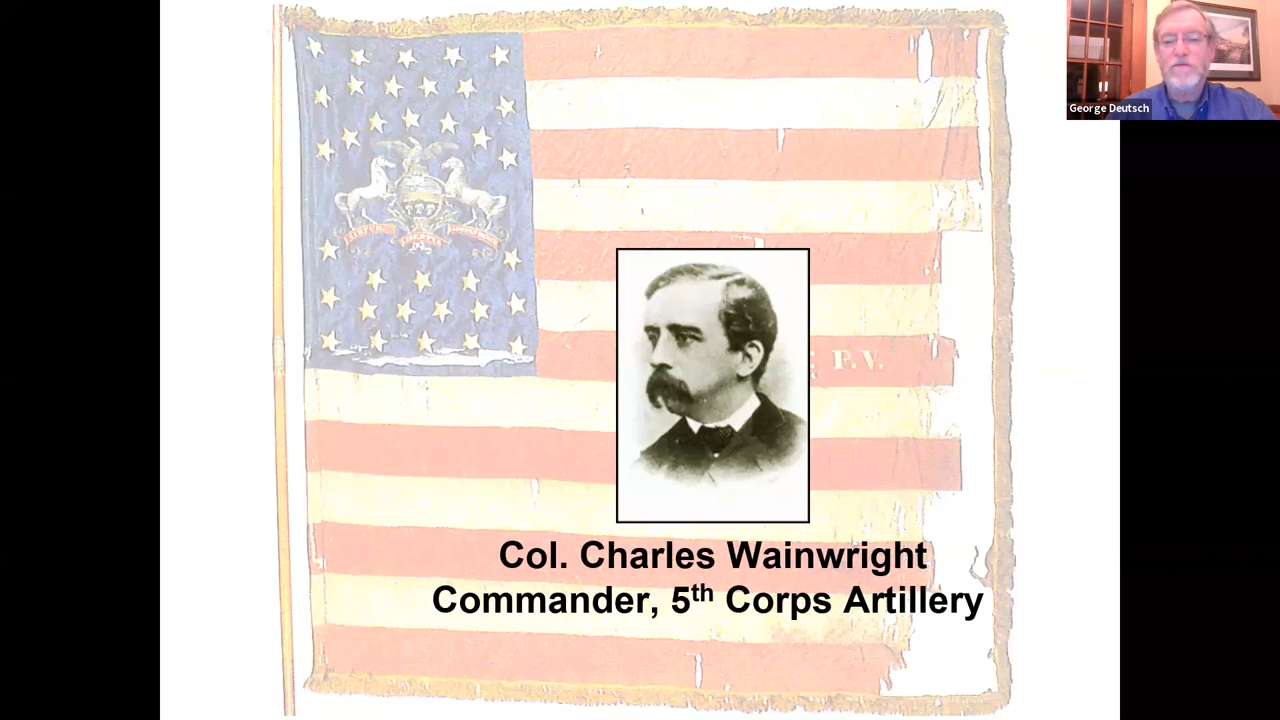 George Deutsch
P.V.
Col. Charles Wainwright
Commander, 5th Corps Artillery